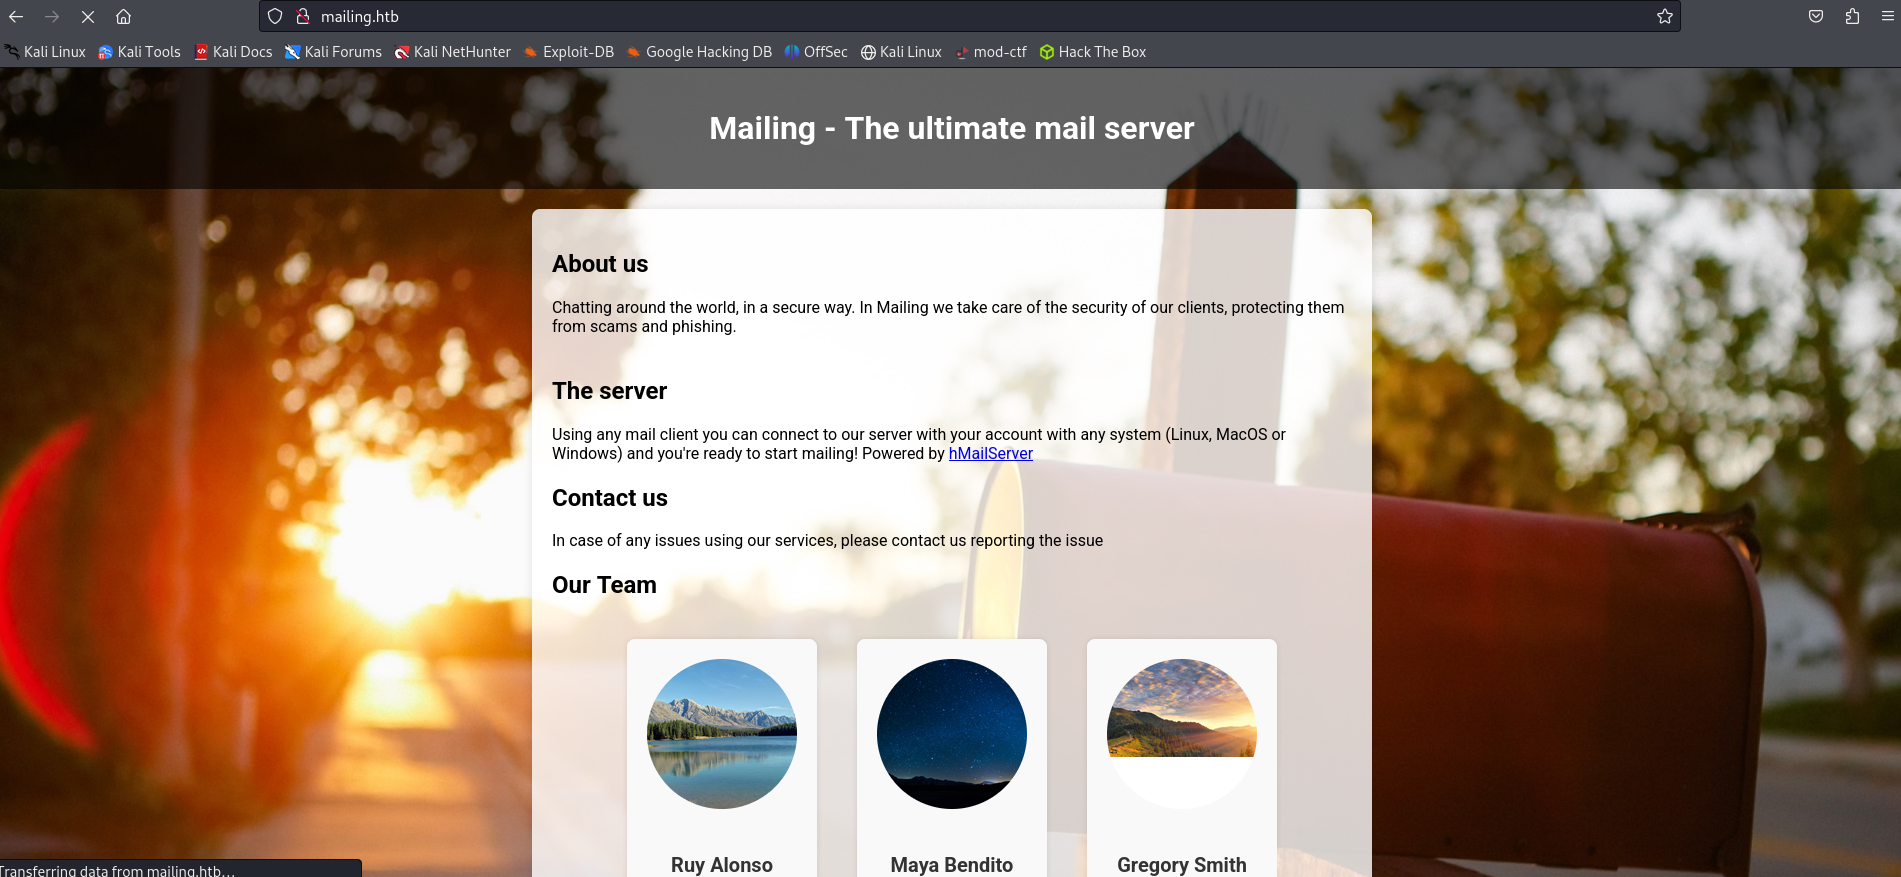 mailing.htb
Kali Linux Kali Tools Kali Docs Kali Forums Kali NetHunter Exploit-DB Google Hacking DB OffSec Kali Linux mod-ctf Hack The Box
Mailing - The ultimate mail server
About us
Chatting around the world, in a secure way. In Mailing we take care of the security of our clients, protecting them
from scams and phishing.
The server
Using any mail client you can connect to our server with your account with any system (Linux, MacOS or
Windows) and you're ready to start mailing! Powered by hMailServer
Contact us
In case of any issues using our services, please contact us reporting the issue
Our Team
Ruy Alonso Maya Bendito Gregory Smith
Transferring data from mailing.htb...